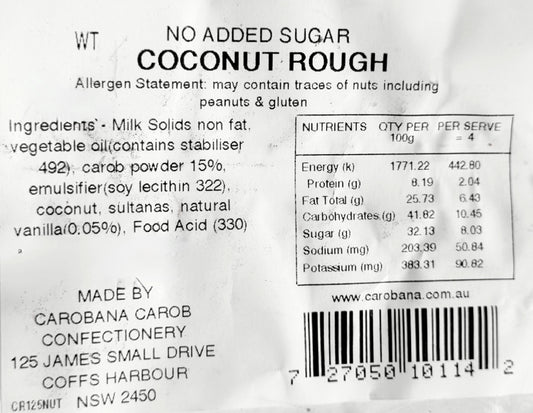 WT
NO ADDED SUGAR
COCONUT ROUGH
Allergen Statement: may contain traces of nuts including
peanuts & gluten
Ingredients - Milk Solids non fat,
vegetable oil(contains stabiliser
492), carob powder 15%,
emulsifier(soy lecithin 322),
coconut, sultanas, natural
vanilla(0.05%), Food Acid (330)
NUTRIENTS QTY PER PER SERVE
100g = 4
Energy (k) 1771.22 442.80
Protein (g) 8.19 2.04
Fat Total (g) 25.73 6.43
Carbohydrates (g) 41.82 10.45
Sugar (g) 32.13 8.03
Sodium (mg) 203.39 50.84
Potassium (mg) 383.31 90.82
www.carobana.com.au
MADE BY
CAROBANA CAROB
CONFECTIONERY
125 JAMES SMALL DRIVE
COFFS HARBOUR
NSW 2450
CR125NUT
7 27050 10114 2